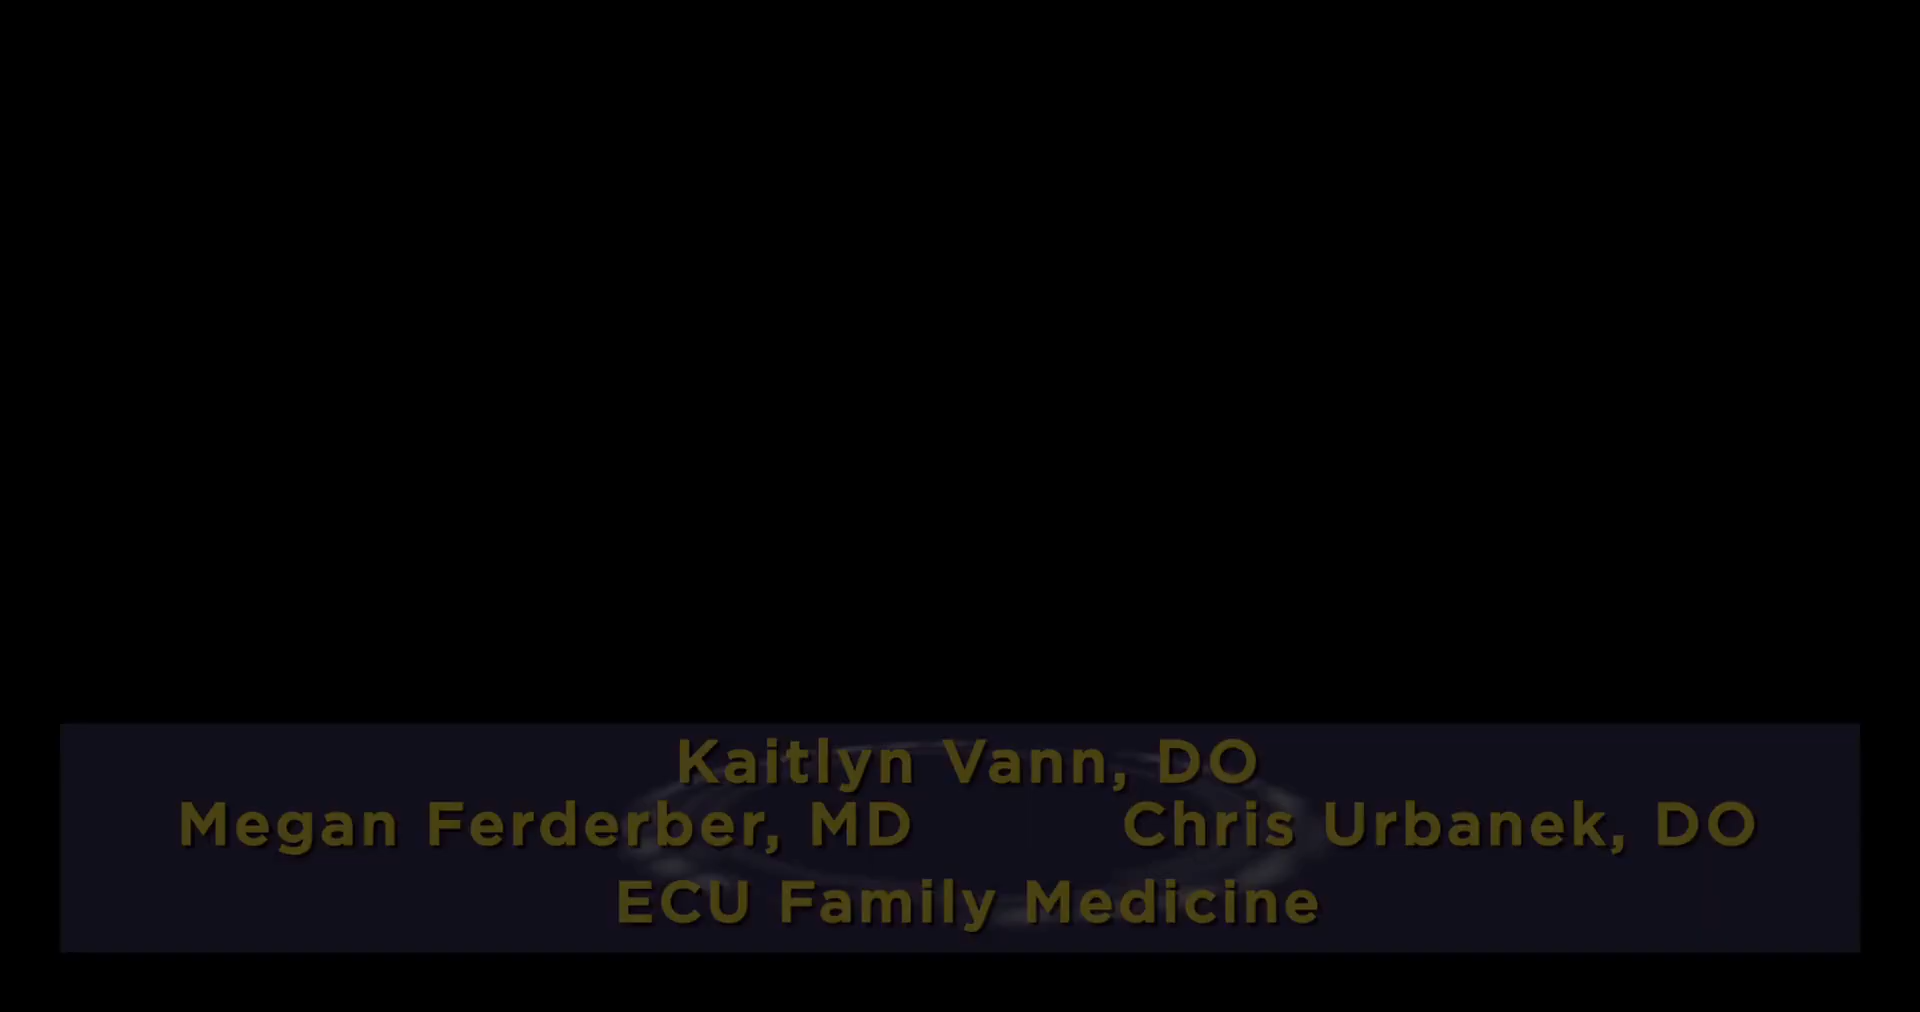 Kaitlyn Vann, DO
Megan Ferderber, MD Chris Urbanek, DO
ECU Family Medicine